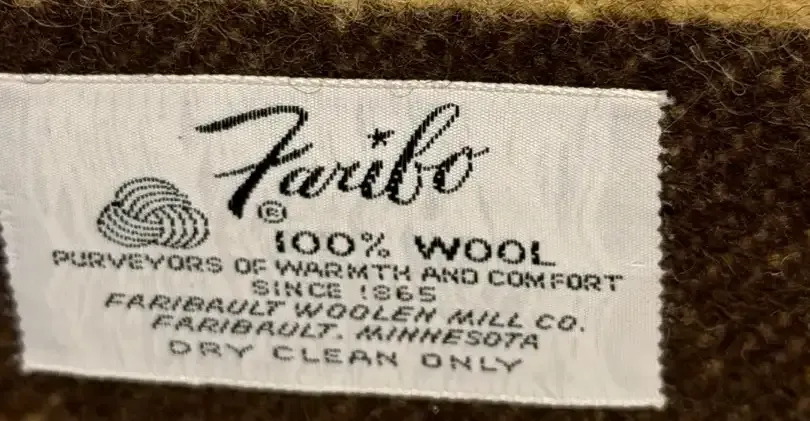 Faribo
®
100% WOOL
PURVEYORS OF WARMTH AND COMFORT
SINCE 1865
FARIBAULT WOOLEN MILL CO.
FARIBAULT, MINNESOTA
DRY CLEAN ONLY